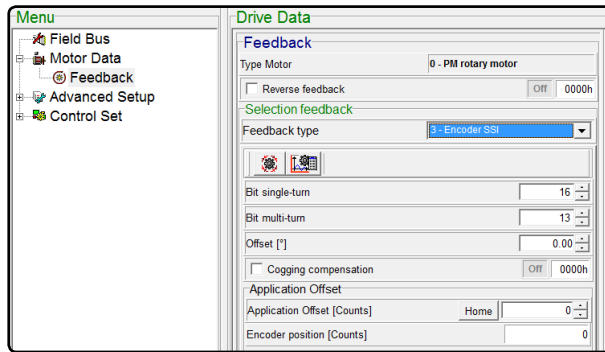 Menu
Field Bus
Motor Data
Feedback
Advanced Setup
Control Set
Drive Data
Feedback
Type Motor 0 - PM rotary motor
Reverse feedback Off 0000h
Selection feedback
Feedback type 3 - Encoder SSI
Bit single-turn 16
Bit multi-turn 13
Offset [°] 0.00
Cogging compensation Off 0000h
Application Offset
Application Offset [Counts] Home 0
Encoder position [Counts] 0